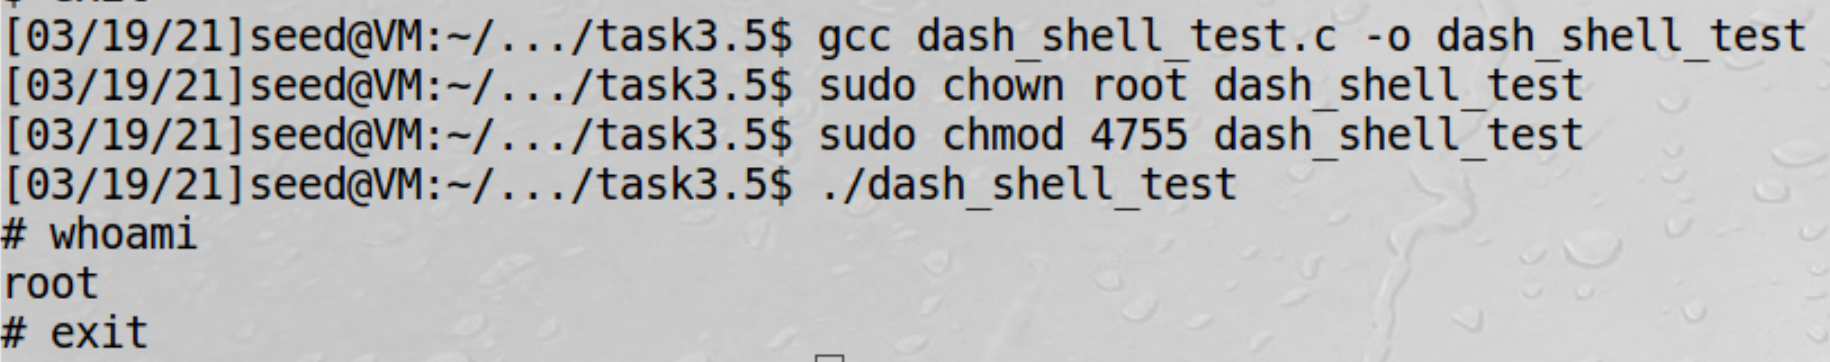 [03/19/21]seed@VM:~/.../task3.5$ gcc dash_shell_test.c -o dash_shell_test
[03/19/21]seed@VM:~/.../task3.5$ sudo chown root dash_shell_test
[03/19/21]seed@VM:~/.../task3.5$ sudo chmod 4755 dash_shell_test
[03/19/21]seed@VM:~/.../task3.5$ ./dash_shell_test
# whoami
root
# exit